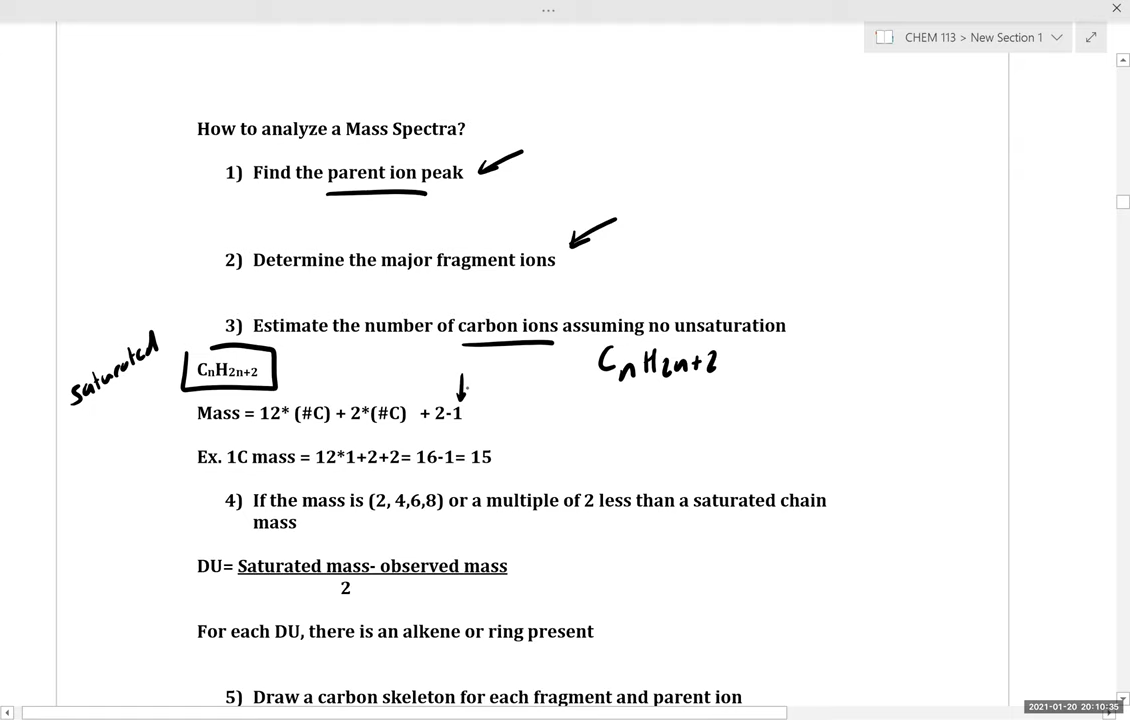 ...
CHEM 113 > New Section 1
How to analyze a Mass Spectra?
1) Find the parent ion peak
2) Determine the major fragment ions
3) Estimate the number of carbon ions assuming no unsaturation
saturated
CnH2n+2
CnH2n+2
Mass = 12* (#C) + 2*(#C) + 2-1
Ex. 1C mass = 12*1+2+2= 16-1= 15
4) If the mass is (2, 4,6,8) or a multiple of 2 less than a saturated chain
mass
DU= Saturated mass- observed mass
2
For each DU, there is an alkene or ring present
5) Draw a carbon skeleton for each fragment and parent ion
2021-01-20 20:10:35